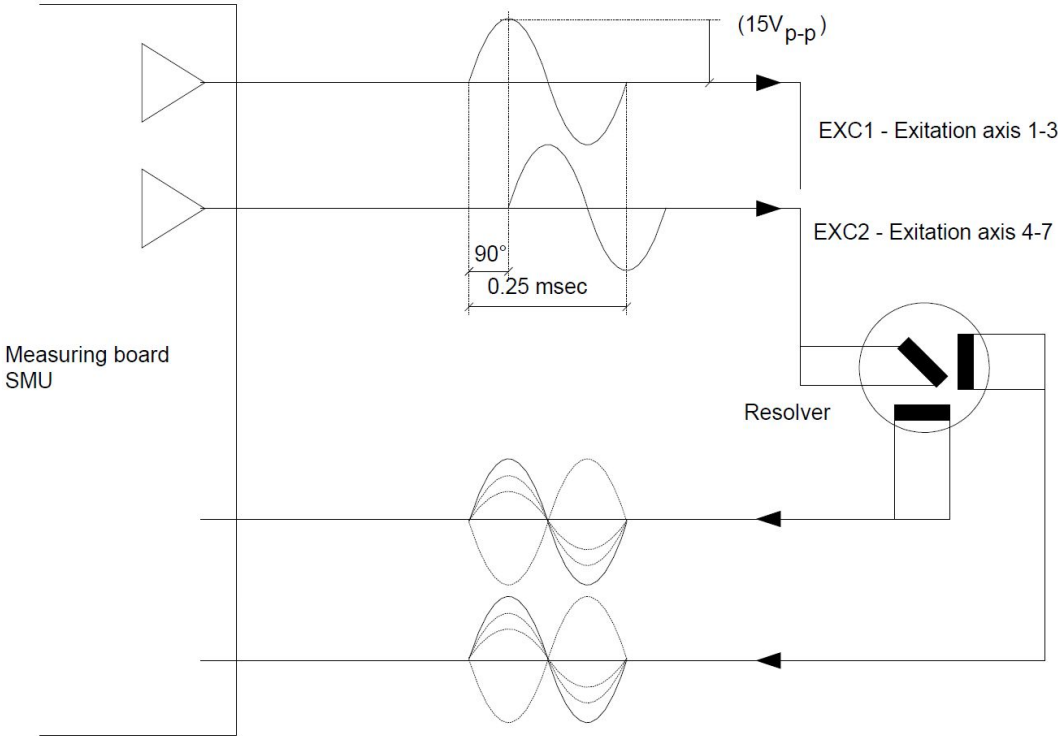 (15Vp-p)
EXC1 - Exitation axis 1-3
EXC2 - Exitation axis 4-7
90°
0.25 msec
Measuring board
SMU
Resolver